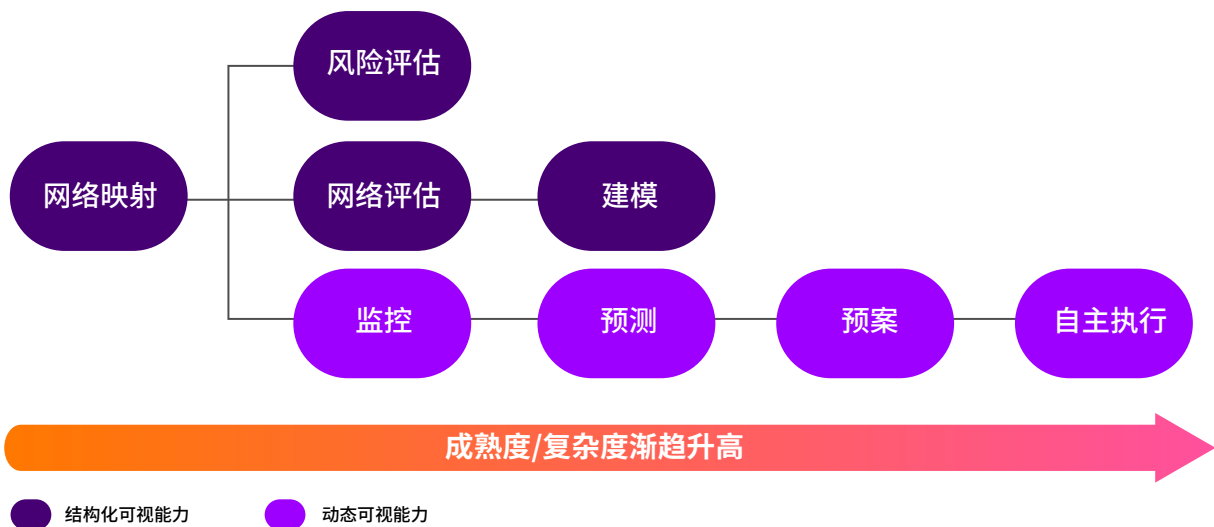 风险评估
网络映射
网络评估
建模
监控
预测
预案
自主执行
成熟度/复杂度渐趋升高
结构化可视能力
动态可视能力